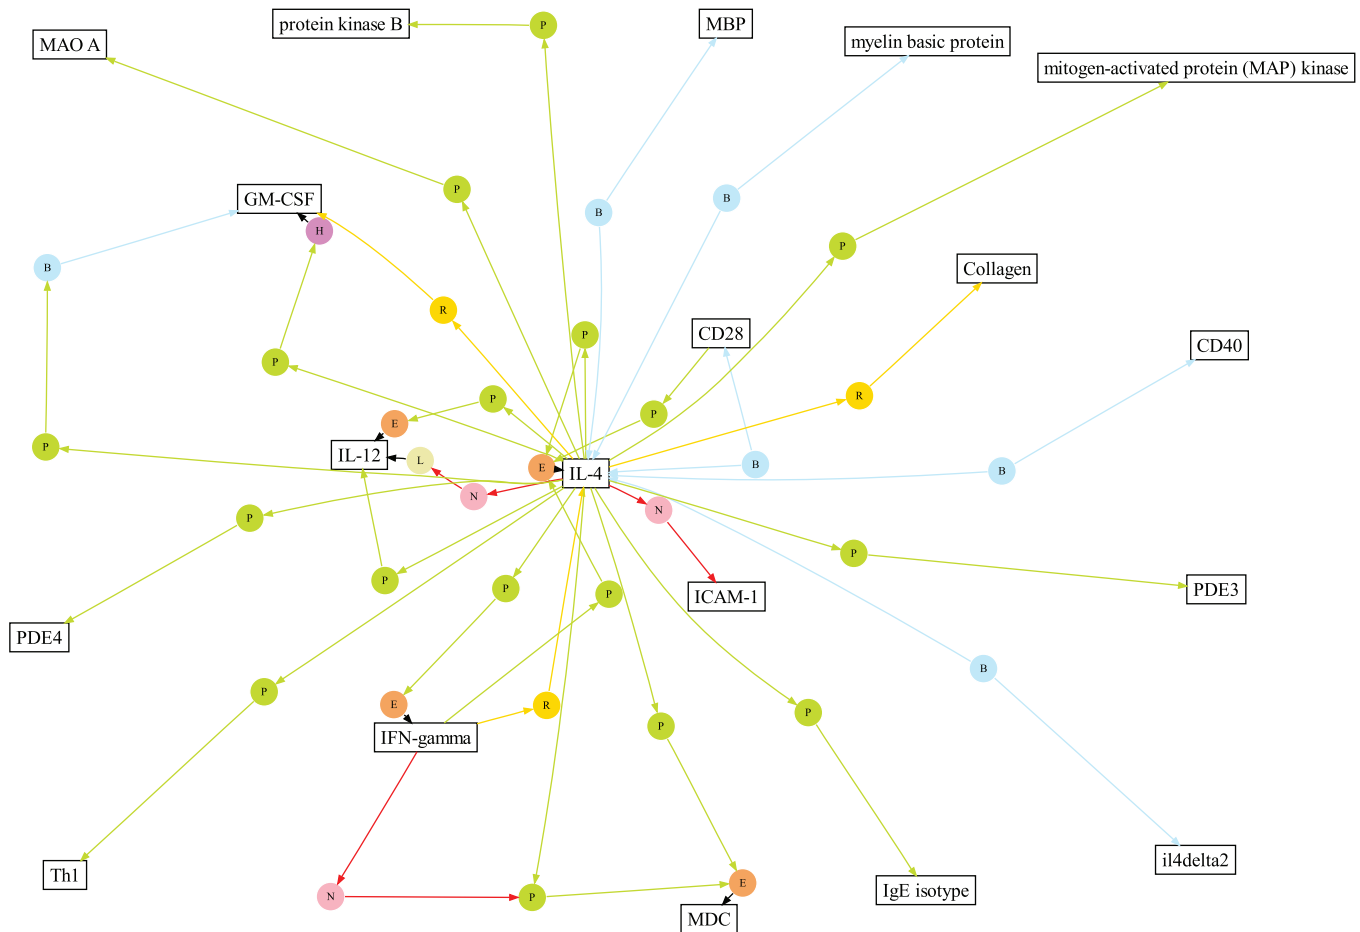 protein kinase B
P
MBP
MAO A
myelin basic protein
mitogen-activated protein (MAP) kinase
P
GM-CSF
B
B
H
P
B
Collagen
R
CD28
P
CD40
P
R
P
P
E
IL-12
L
E
IL-4
B
B
P
N
N
P
P
P
P
P
ICAM-1
PDE3
PDE4
B
P
E
R
P
P
IFN-gamma
Th1
il4delta2
N
P
E
IgE isotype
MDC